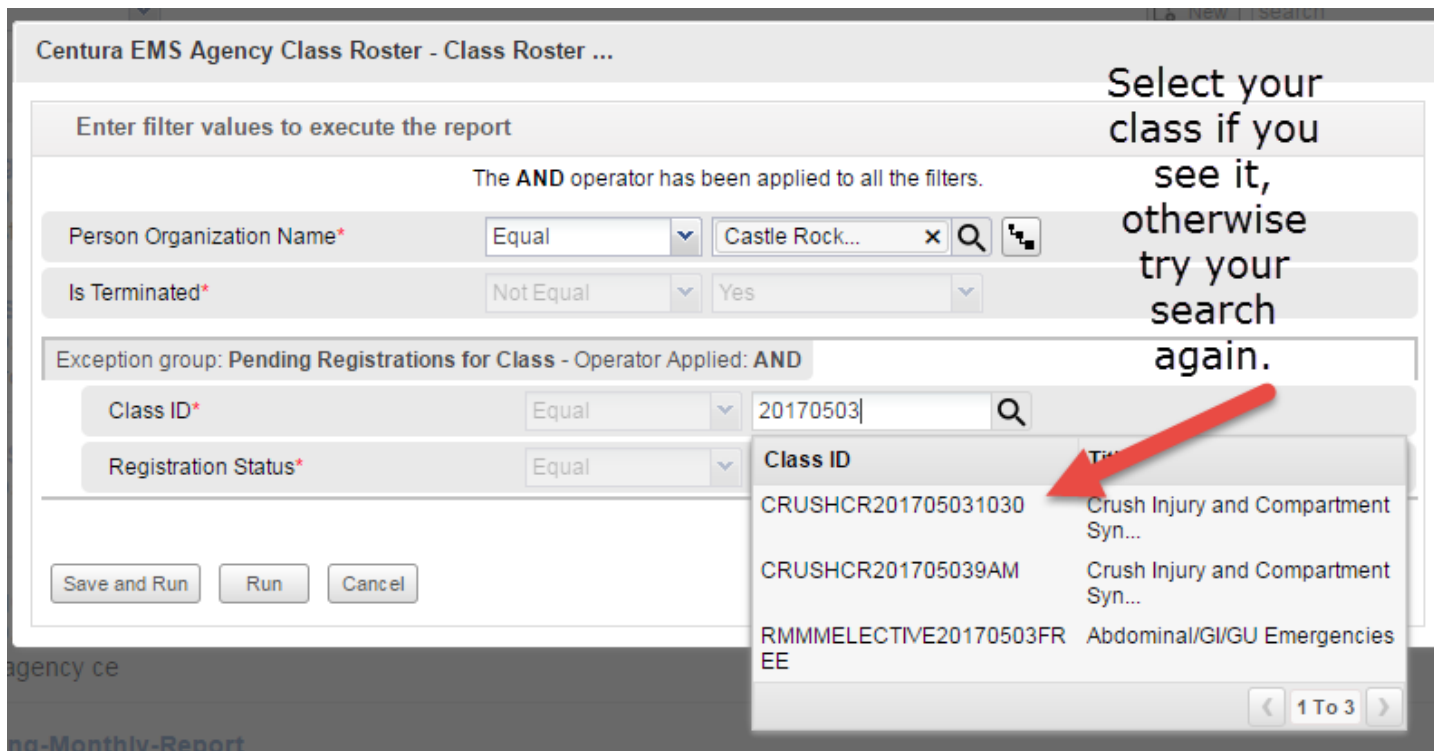 New search
Centura EMS Agency Class Roster - Class Roster ...
Enter filter values to execute the report
The AND operator has been applied to all the filters.
Select your
class if you
see it,
otherwise
try your
search
again.
Person Organization Name* Equal Castle Rock...
Is Terminated* Not Equal Yes
Exception group: Pending Registrations for Class - Operator Applied: AND
Class ID* Equal 20170503
Registration Status* Equal
Class ID
CRUSHCR201705031030 Crush Injury and Compartment
Syn...
CRUSHCR201705039AM Crush Injury and Compartment
Syn...
RMMMELECTIVE20170503FR Abdominal/GI/GU Emergencies
EE
1 To 3
Save and Run Run Cancel
agency ce
ng-Monthly-Report